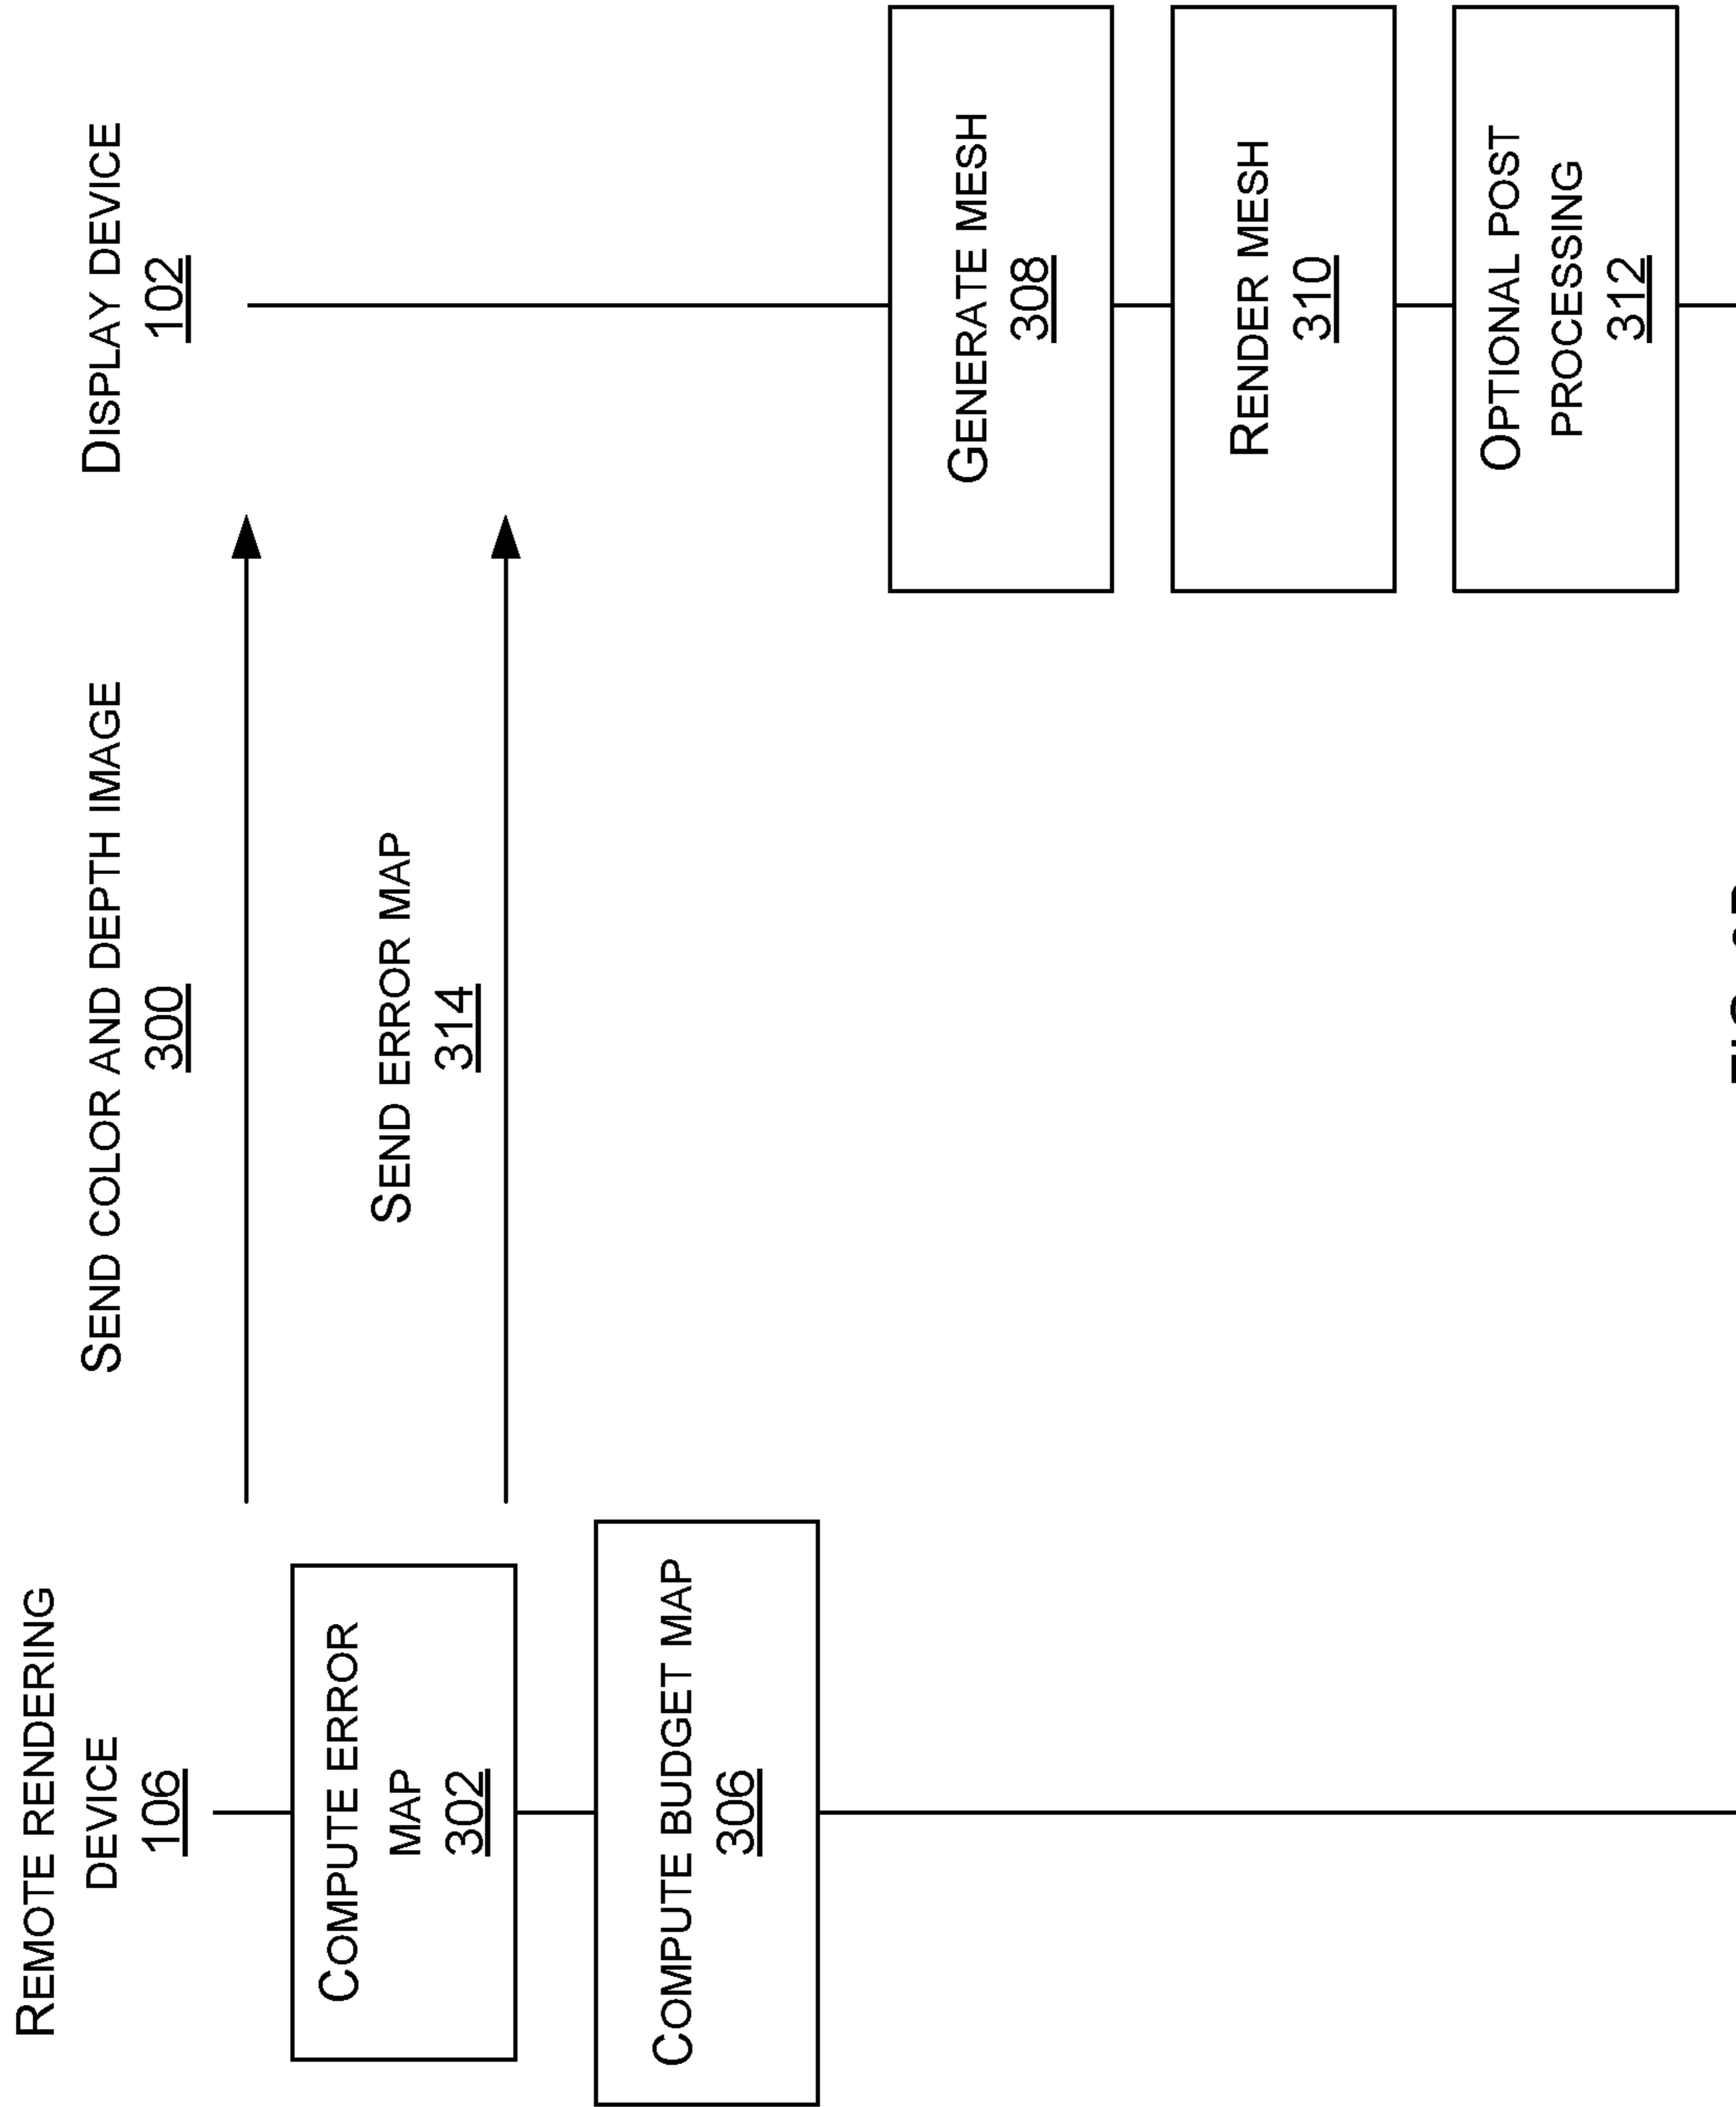 REMOTE RENDERING
DEVICE
106
SEND COLOR AND DEPTH IMAGE
300
DISPLAY DEVICE
102
COMPUTE ERROR
MAP
302
SEND ERROR MAP
314
COMPUTE BUDGET MAP
306
GENERATE MESH
308
RENDER MESH
310
OPTIONAL POST
PROCESSING
312